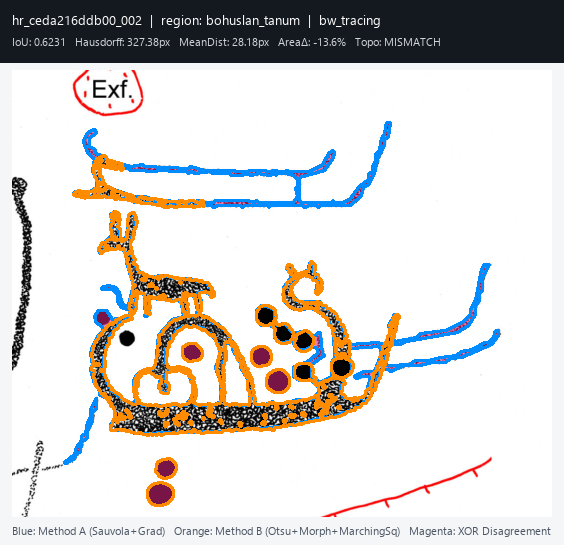 hr_ceda216ddb00_002 | region: bohuslan_tanum | bw_tracing
IoU: 0.6231 Hausdorff: 327.38px MeanDist: 28.18px AreaΔ: -13.6% Topo: MISMATCH
Exf.
Blue: Method A (Sauvola+Grad) Orange: Method B (Otsu+Morph+MarchingSq) Magenta: XOR Disagreement